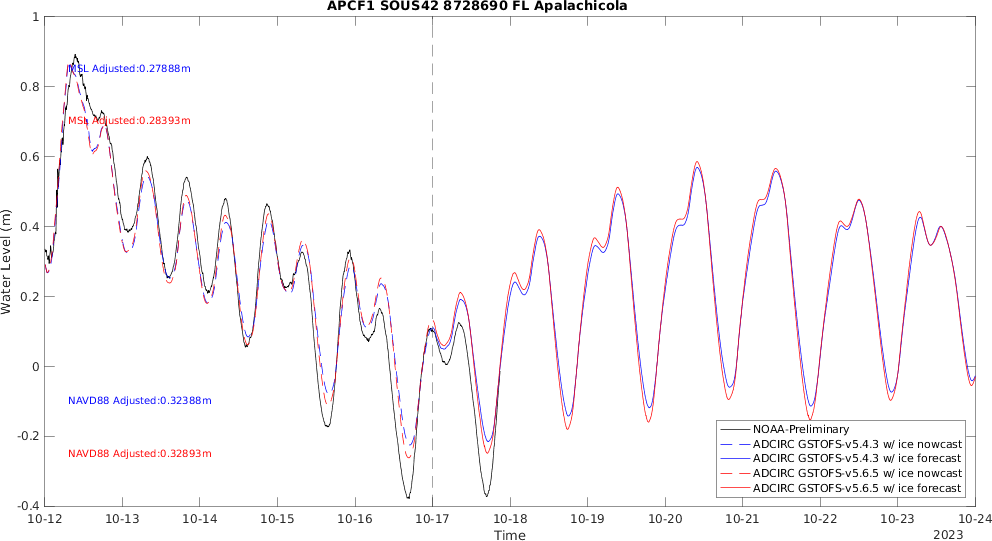 APCF1 SOUS42 8728690 FL Apalachicola
1
0.8
0.6
0.4
0.2
0
-0.2
-0.4
Water Level (m)
MSL Adjusted:0.27888m
MSL Adjusted:0.28393m
NAVD88 Adjusted:0.32388m
NAVD88 Adjusted:0.32893m
NOAA-Preliminary
ADCIRC GSTOFS-v5.4.3 w/ ice nowcast
ADCIRC GSTOFS-v5.4.3 w/ ice forecast
ADCIRC GSTOFS-v5.6.5 w/ ice nowcast
ADCIRC GSTOFS-v5.6.5 w/ ice forecast
10-12 10-13 10-14 10-15 10-16 10-17 10-18 10-19 10-20 10-21 10-22 10-23 10-24
Time
2023